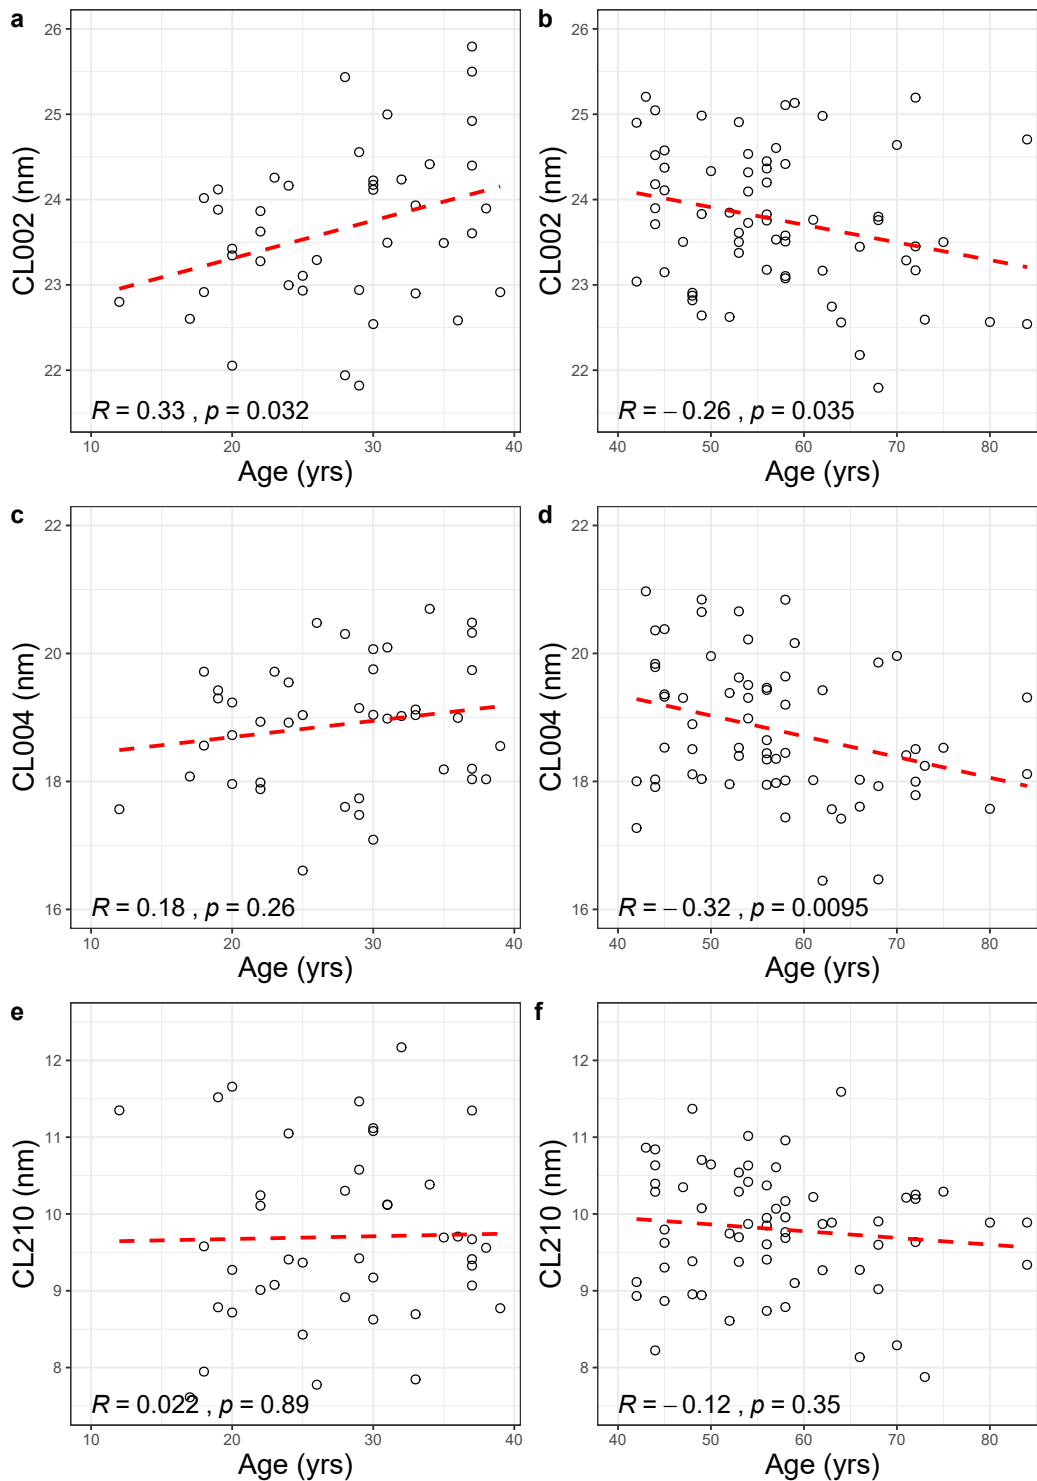 a
26
25
24
23
22
CL002 (nm)
R = 0.33 , p = 0.032
10 20 30 40
Age (yrs)
b
26
25
24
23
22
CL002 (nm)
R = −0.26 , p = 0.035
40 50 60 70 80
Age (yrs)
c
22
20
18
16
CL004 (nm)
R = 0.18 , p = 0.26
10 20 30 40
Age (yrs)
d
22
20
18
16
CL004 (nm)
R = −0.32 , p = 0.0095
40 50 60 70 80
Age (yrs)
e
12
11
10
9
8
CL210 (nm)
R = 0.022 , p = 0.89
10 20 30 40
Age (yrs)
f
12
11
10
9
8
CL210 (nm)
R = −0.12 , p = 0.35
40 50 60 70 80
Age (yrs)